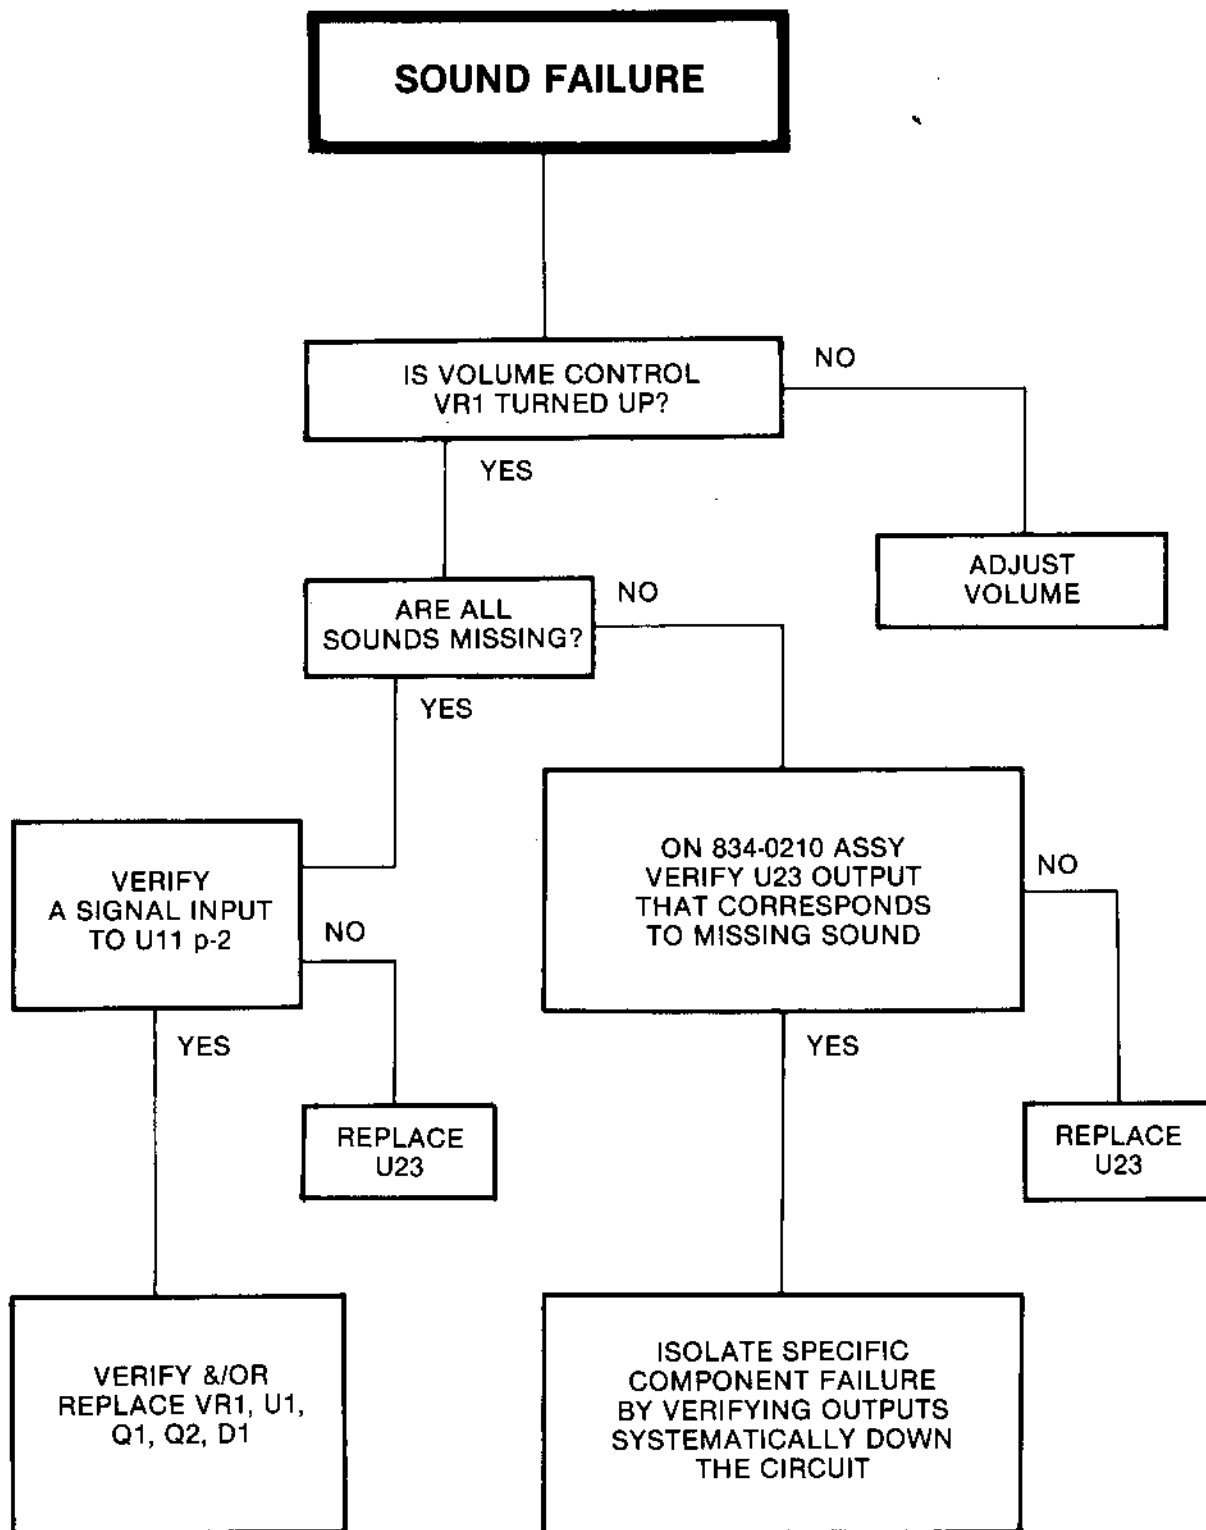 SOUND FAILURE
IS VOLUME CONTROL
VR1 TURNED UP?
NO
YES
ADJUST
VOLUME
ARE ALL
SOUNDS MISSING?
NO
YES
VERIFY
A SIGNAL INPUT
TO U11 p-2
NO
YES
ON 834-0210 ASSY
VERIFY U23 OUTPUT
THAT CORRESPONDS
TO MISSING SOUND
NO
YES
REPLACE
U23
REPLACE
U23
VERIFY &/OR
REPLACE VR1, U1,
Q1, Q2, D1
ISOLATE SPECIFIC
COMPONENT FAILURE
BY VERIFYING OUTPUTS
SYSTEMATICALLY DOWN
THE CIRCUIT